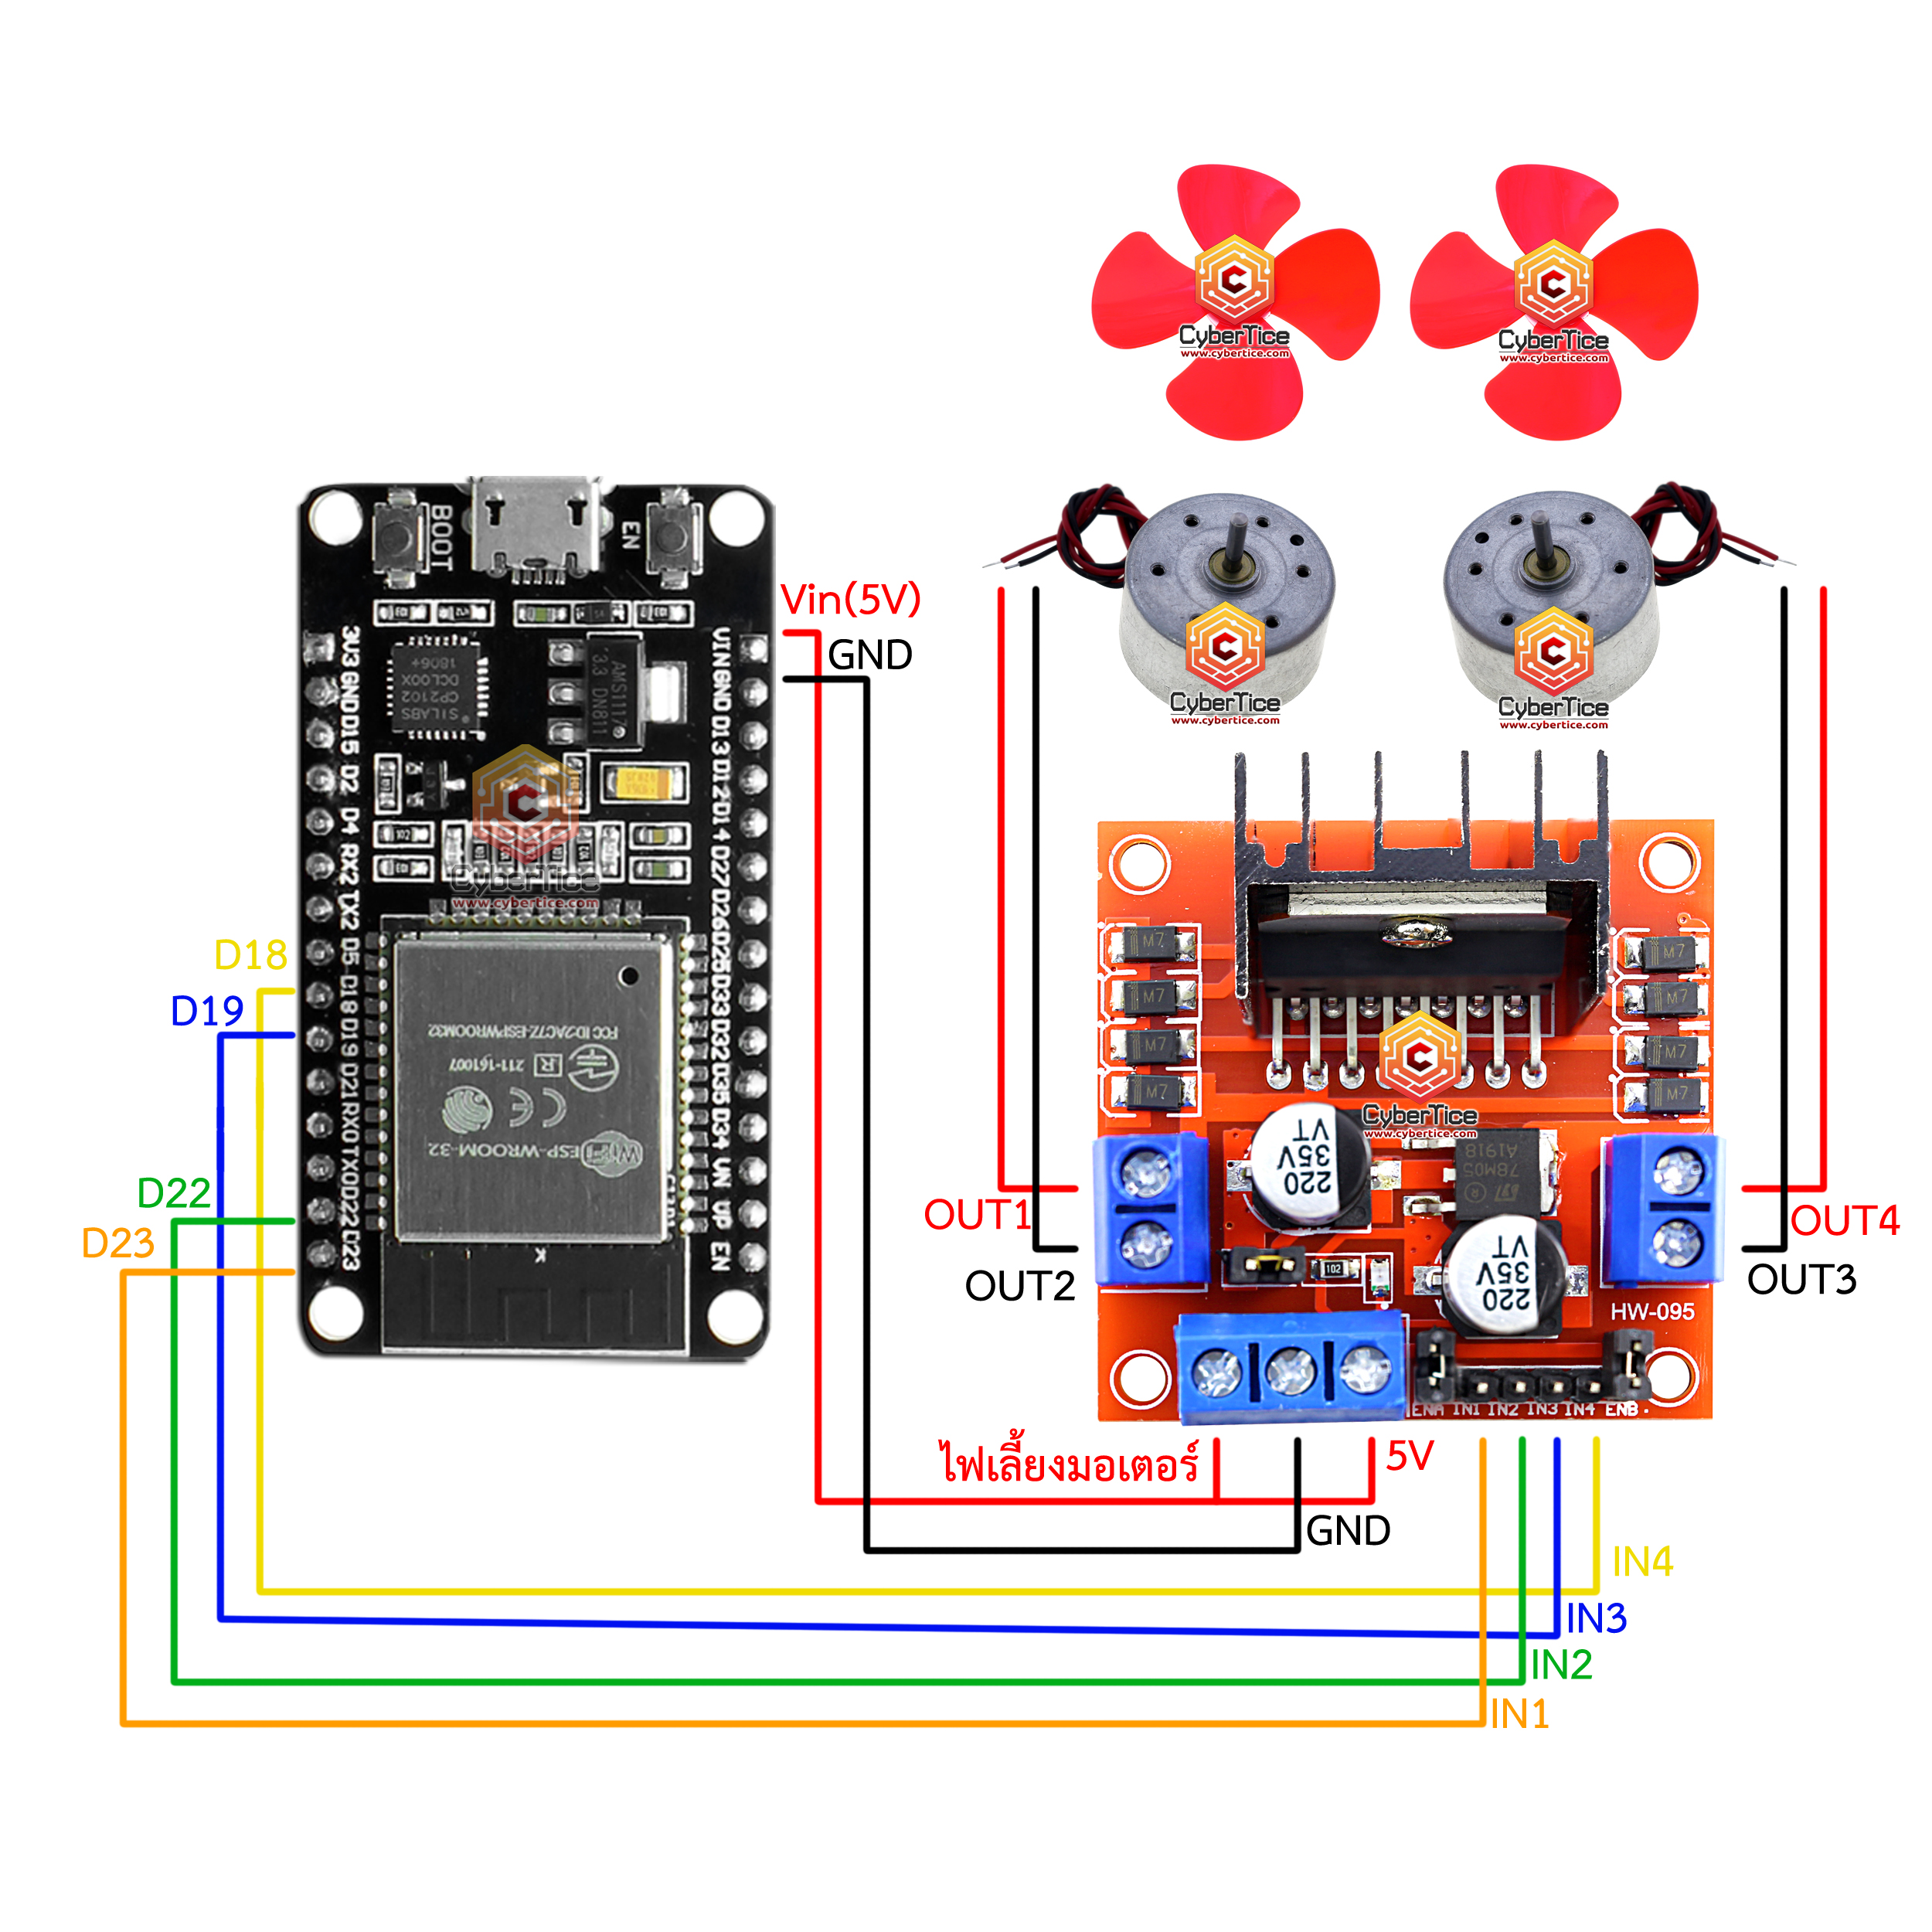 CyberTice
www.cybertice.com
CyberTice
www.cybertice.com
BOOT
EN
Vin(5V)
GND
3V3 GND D15 D2 D4 RX2 TX2 D5 D18 D19 D21 RX0 TX0 D22 D23
VIN GND D13 D12 D14 D27 D26 D25 D33 D32 D35 D34 VN VP EN
SILABS
CP2102
DCL00X
1806+
AMS1117
3.3 DN811
CyberTice
www.cybertice.com
CyberTice
www.cybertice.com
CyberTice
www.cybertice.com
102
D18
D19
D22
D23
FCC ID:2AC7Z-ESPWROOM32
R 211-161007
CE
WiFi ESP-WROOM-32
M7
M7
M7
M7
M7
M7
M7
M7
CyberTice
www.cybertice.com
220
35V
VT
78M05
A1918
220
35V
VT
102
OUT1
OUT2
OUT4
OUT3
HW-095
ENA IN1 IN2 IN3 IN4 ENB
ไฟเลี้ยงมอเตอร์
5V
GND
IN4
IN3
IN2
IN1